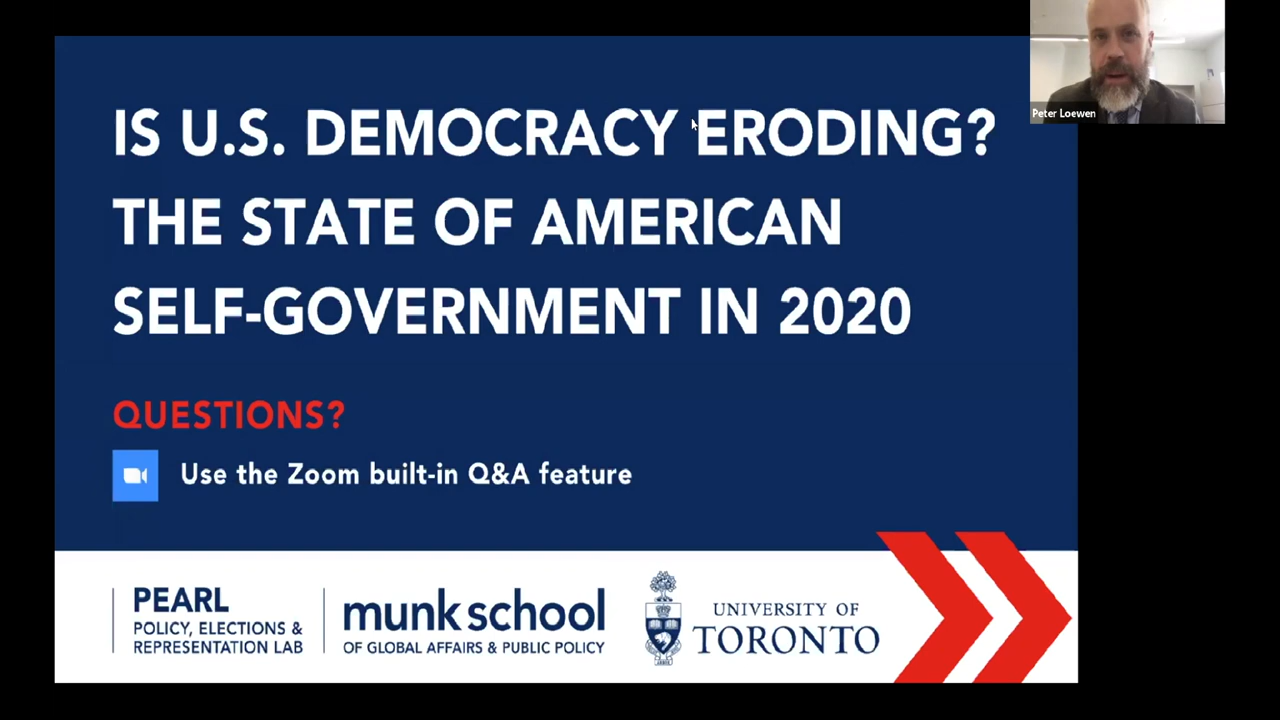 IS U.S. DEMOCRACY ERODING?
THE STATE OF AMERICAN
SELF-GOVERNMENT IN 2020
QUESTIONS?
Use the Zoom built-in Q&A feature
PEARL
POLICY, ELECTIONS &
REPRESENTATION LAB
munk school
OF GLOBAL AFFAIRS & PUBLIC POLICY
UNIVERSITY OF
TORONTO
Peter Loewen